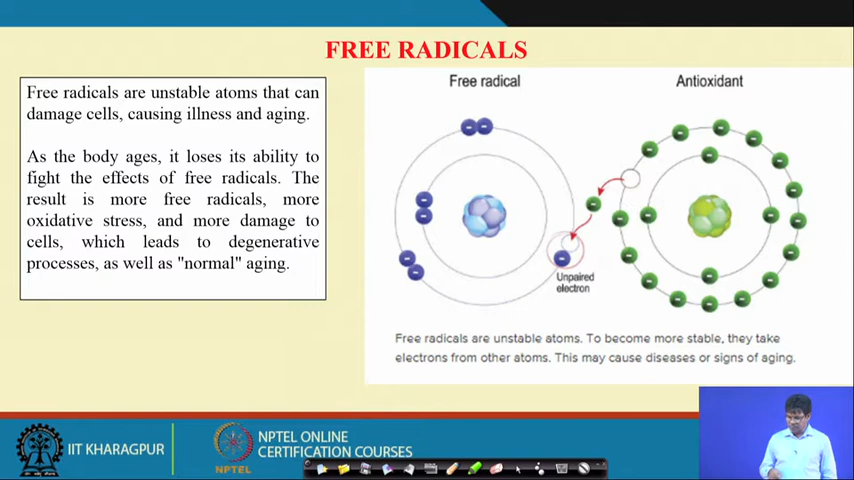 FREE RADICALS
Free radicals are unstable atoms that can
damage cells, causing illness and aging.
As the body ages, it loses its ability to
fight the effects of free radicals. The
result is more free radicals, more
oxidative stress, and more damage to
cells, which leads to degenerative
processes, as well as "normal" aging.
Free radical
Antioxidant
Unpaired
electron
Free radicals are unstable atoms. To become more stable, they take
electrons from other atoms. This may cause diseases or signs of aging.
IIT KHARAGPUR
NPTEL
NPTEL ONLINE
CERTIFICATION COURSES